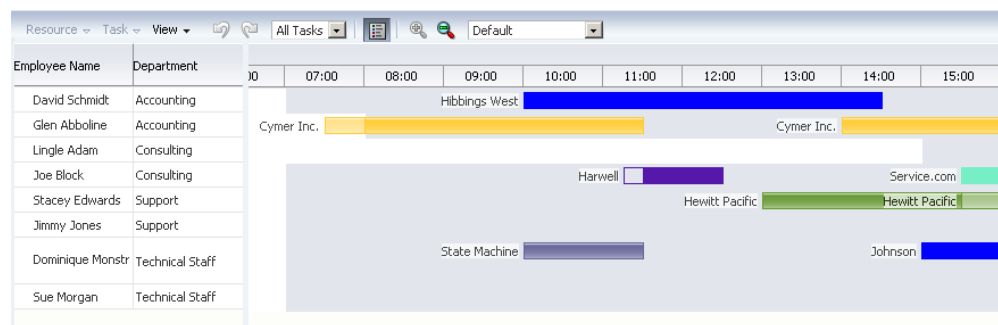 Resource Task View All Tasks Default
Employee Name Department
00 07:00 08:00 09:00 10:00 11:00 12:00 13:00 14:00 15:00
David Schmidt Accounting Hibbings West
Glen Abboline Accounting Cymer Inc. Cymer Inc.
Lingle Adam Consulting
Joe Block Consulting Harwell Service.com
Stacey Edwards Support Hewitt Pacific Hewitt Pacific
Jimmy Jones Support
Dominique Monstr Technical Staff State Machine Johnson
Sue Morgan Technical Staff